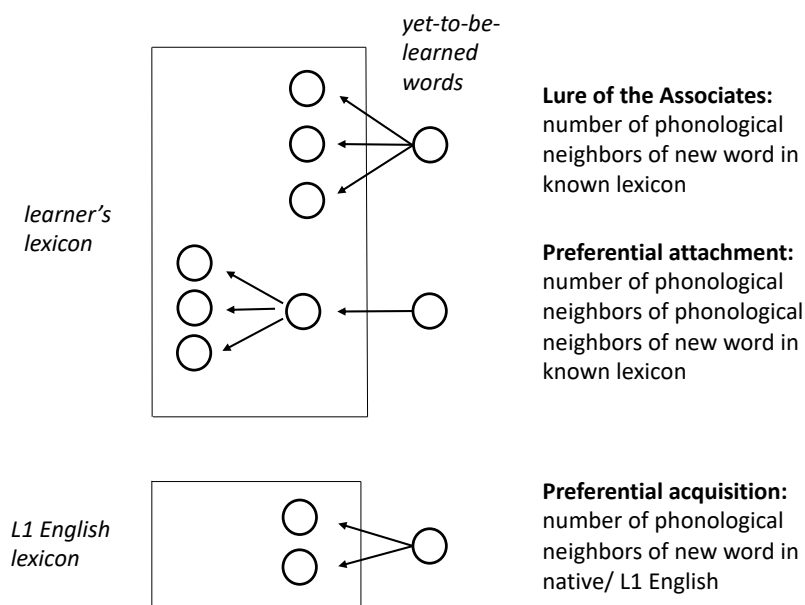 yet-to-be-
learned
words
Lure of the Associates:
number of phonological
neighbors of new word in
known lexicon
learner’s
lexicon
Preferential attachment:
number of phonological
neighbors of phonological
neighbors of new word in
known lexicon
L1 English
lexicon
Preferential acquisition:
number of phonological
neighbors of new word in
native/ L1 English